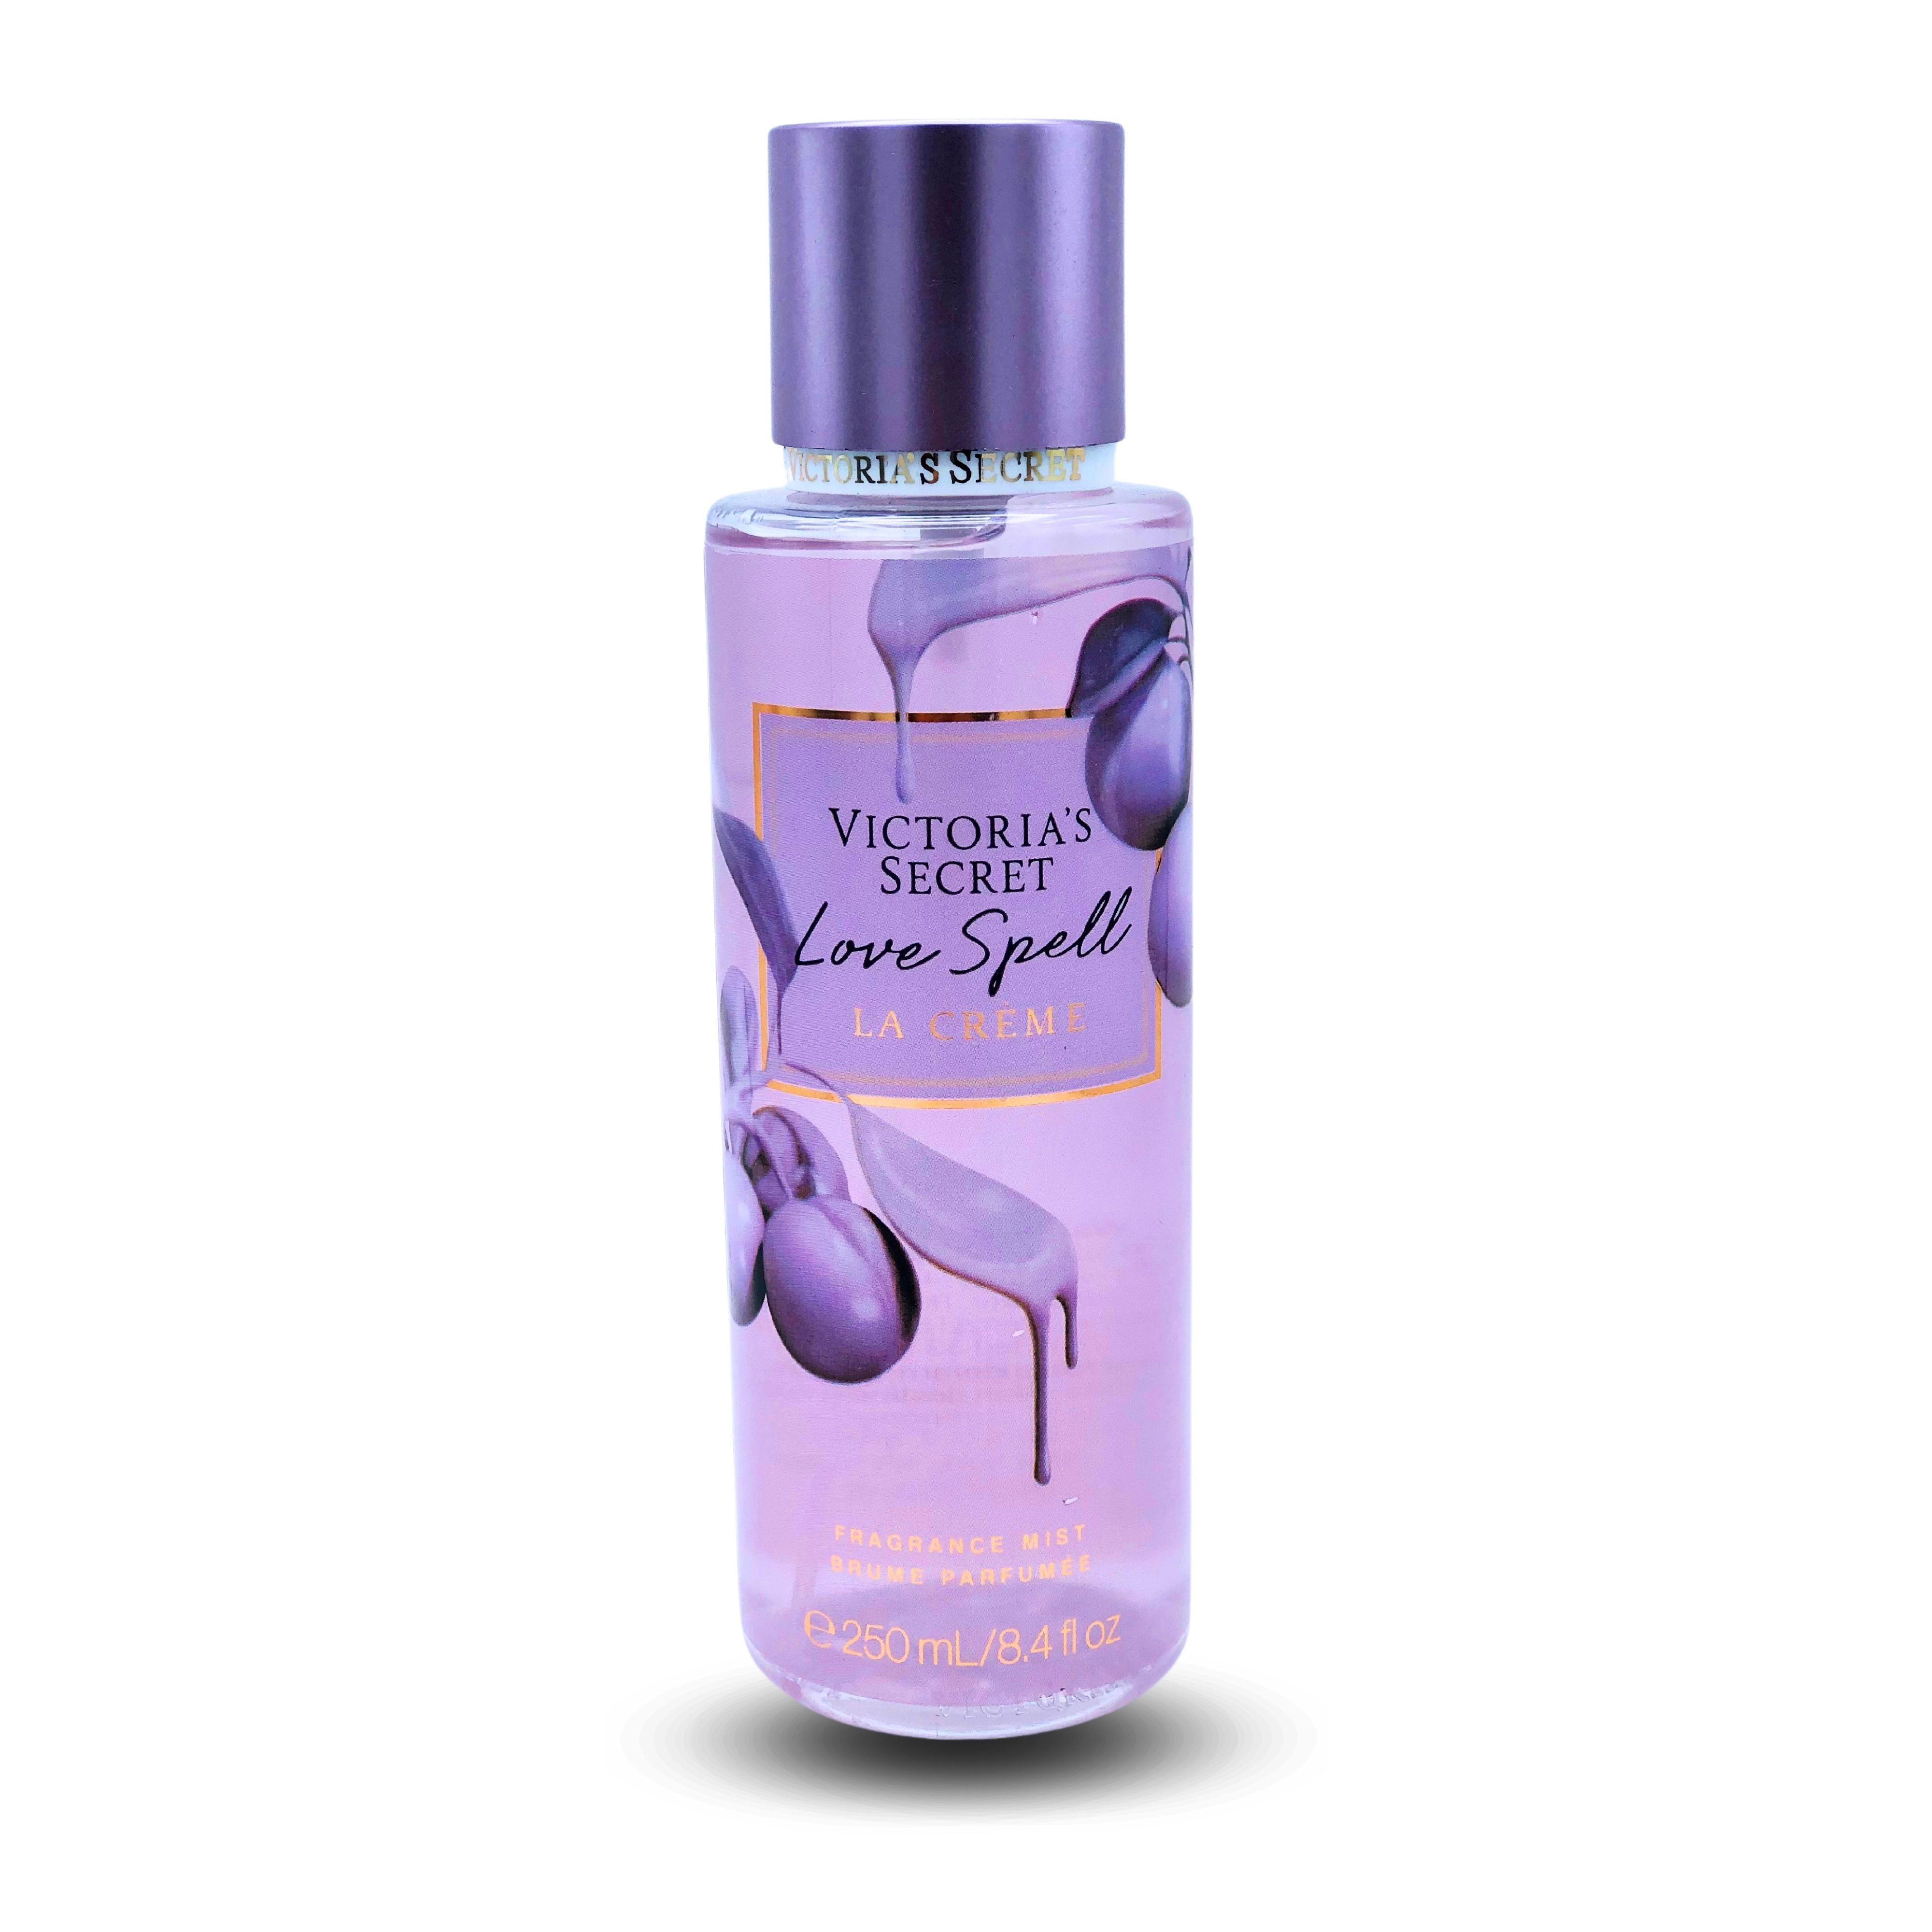 VICTORIA'S SECRET
VICTORIA'S
SECRET
Love Spell
LA CRÈME
FRAGRANCE MIST
BRUME PARFUMÉE
℮ 250 mL/8.4 fl oz